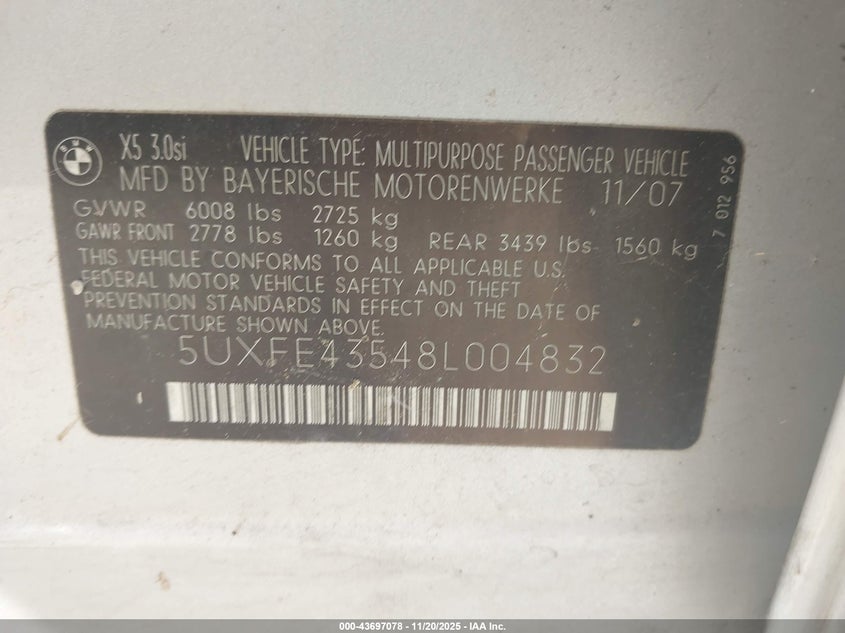 BMW
X5 3.0si VEHICLE TYPE: MULTIPURPOSE PASSENGER VEHICLE
MFD BY BAYERISCHE MOTORENWERKE 11/07
GVWR 6008 lbs 2725 kg
GAWR FRONT 2778 lbs 1260 kg REAR 3439 lbs 1560 kg
THIS VEHICLE CONFORMS TO ALL APPLICABLE U.S.
FEDERAL MOTOR VEHICLE SAFETY AND THEFT
PREVENTION STANDARDS IN EFFECT ON THE DATE OF
MANUFACTURE SHOWN ABOVE.
5UXFE43548L004832
7 012 956
000-43697078 - 11/20/2025 - IAA Inc.